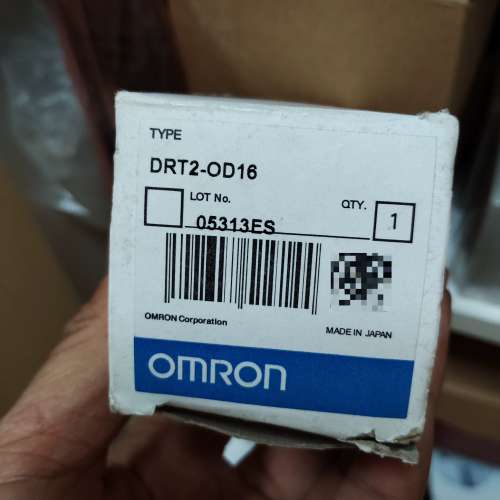 TYPE
DRT2-OD16
LOT No.
QTY.
05313ES
1
OMRON Corporation
MADE IN JAPAN
OMRON